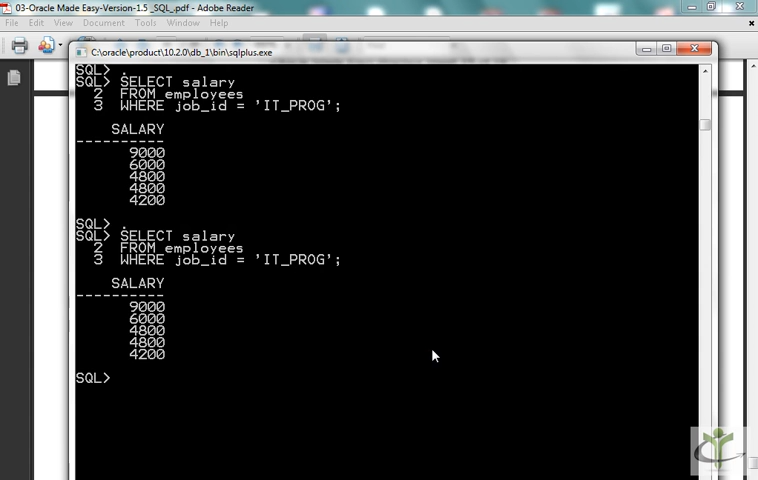 03-Oracle Made Easy-Version-1.5 _SQL_.pdf - Adobe Reader
File Edit View Document Tools Window Help
C:\oracle\product\10.2.0\db_1\bin\sqlplus.exe
SQL> .
SQL> SELECT salary
2 FROM employees
3 WHERE job_id = 'IT_PROG';
SALARY
----------
9000
6000
4800
4800
4200
SQL> .
SQL> SELECT salary
2 FROM employees
3 WHERE job_id = 'IT_PROG';
SALARY
----------
9000
6000
4800
4800
4200
SQL>